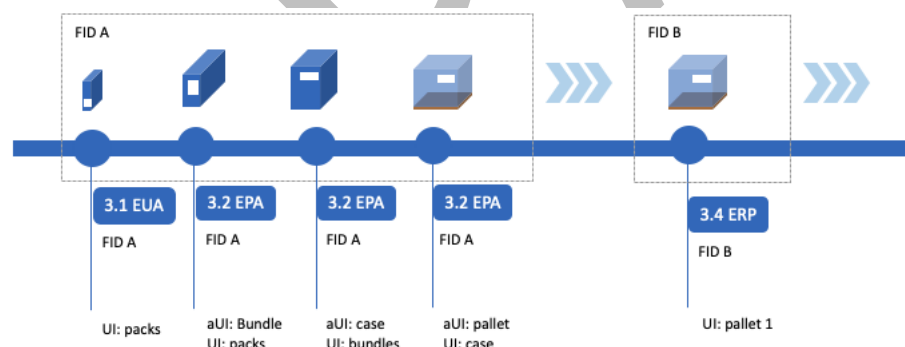 FID A
FID B
3.1 EUA
3.2 EPA
3.2 EPA
3.2 EPA
3.4 ERP
FID A
FID A
FID A
FID A
FID B
UI: packs
aUI: Bundle
UI: packs
aUI: case
UI: bundles
aUI: pallet
UI: case
UI: pallet 1